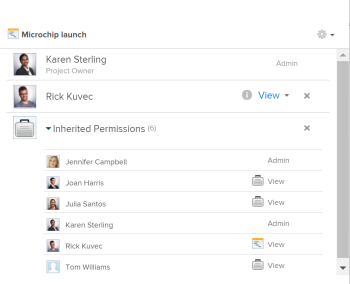 Microchip launch
Karen Sterling
Project Owner
Admin
Rick Kuvec
View
Inherited Permissions (6)
Jennifer Campbell Admin
Joan Harris View
Julia Santos View
Karen Sterling Admin
Rick Kuvec View
Tom Williams View